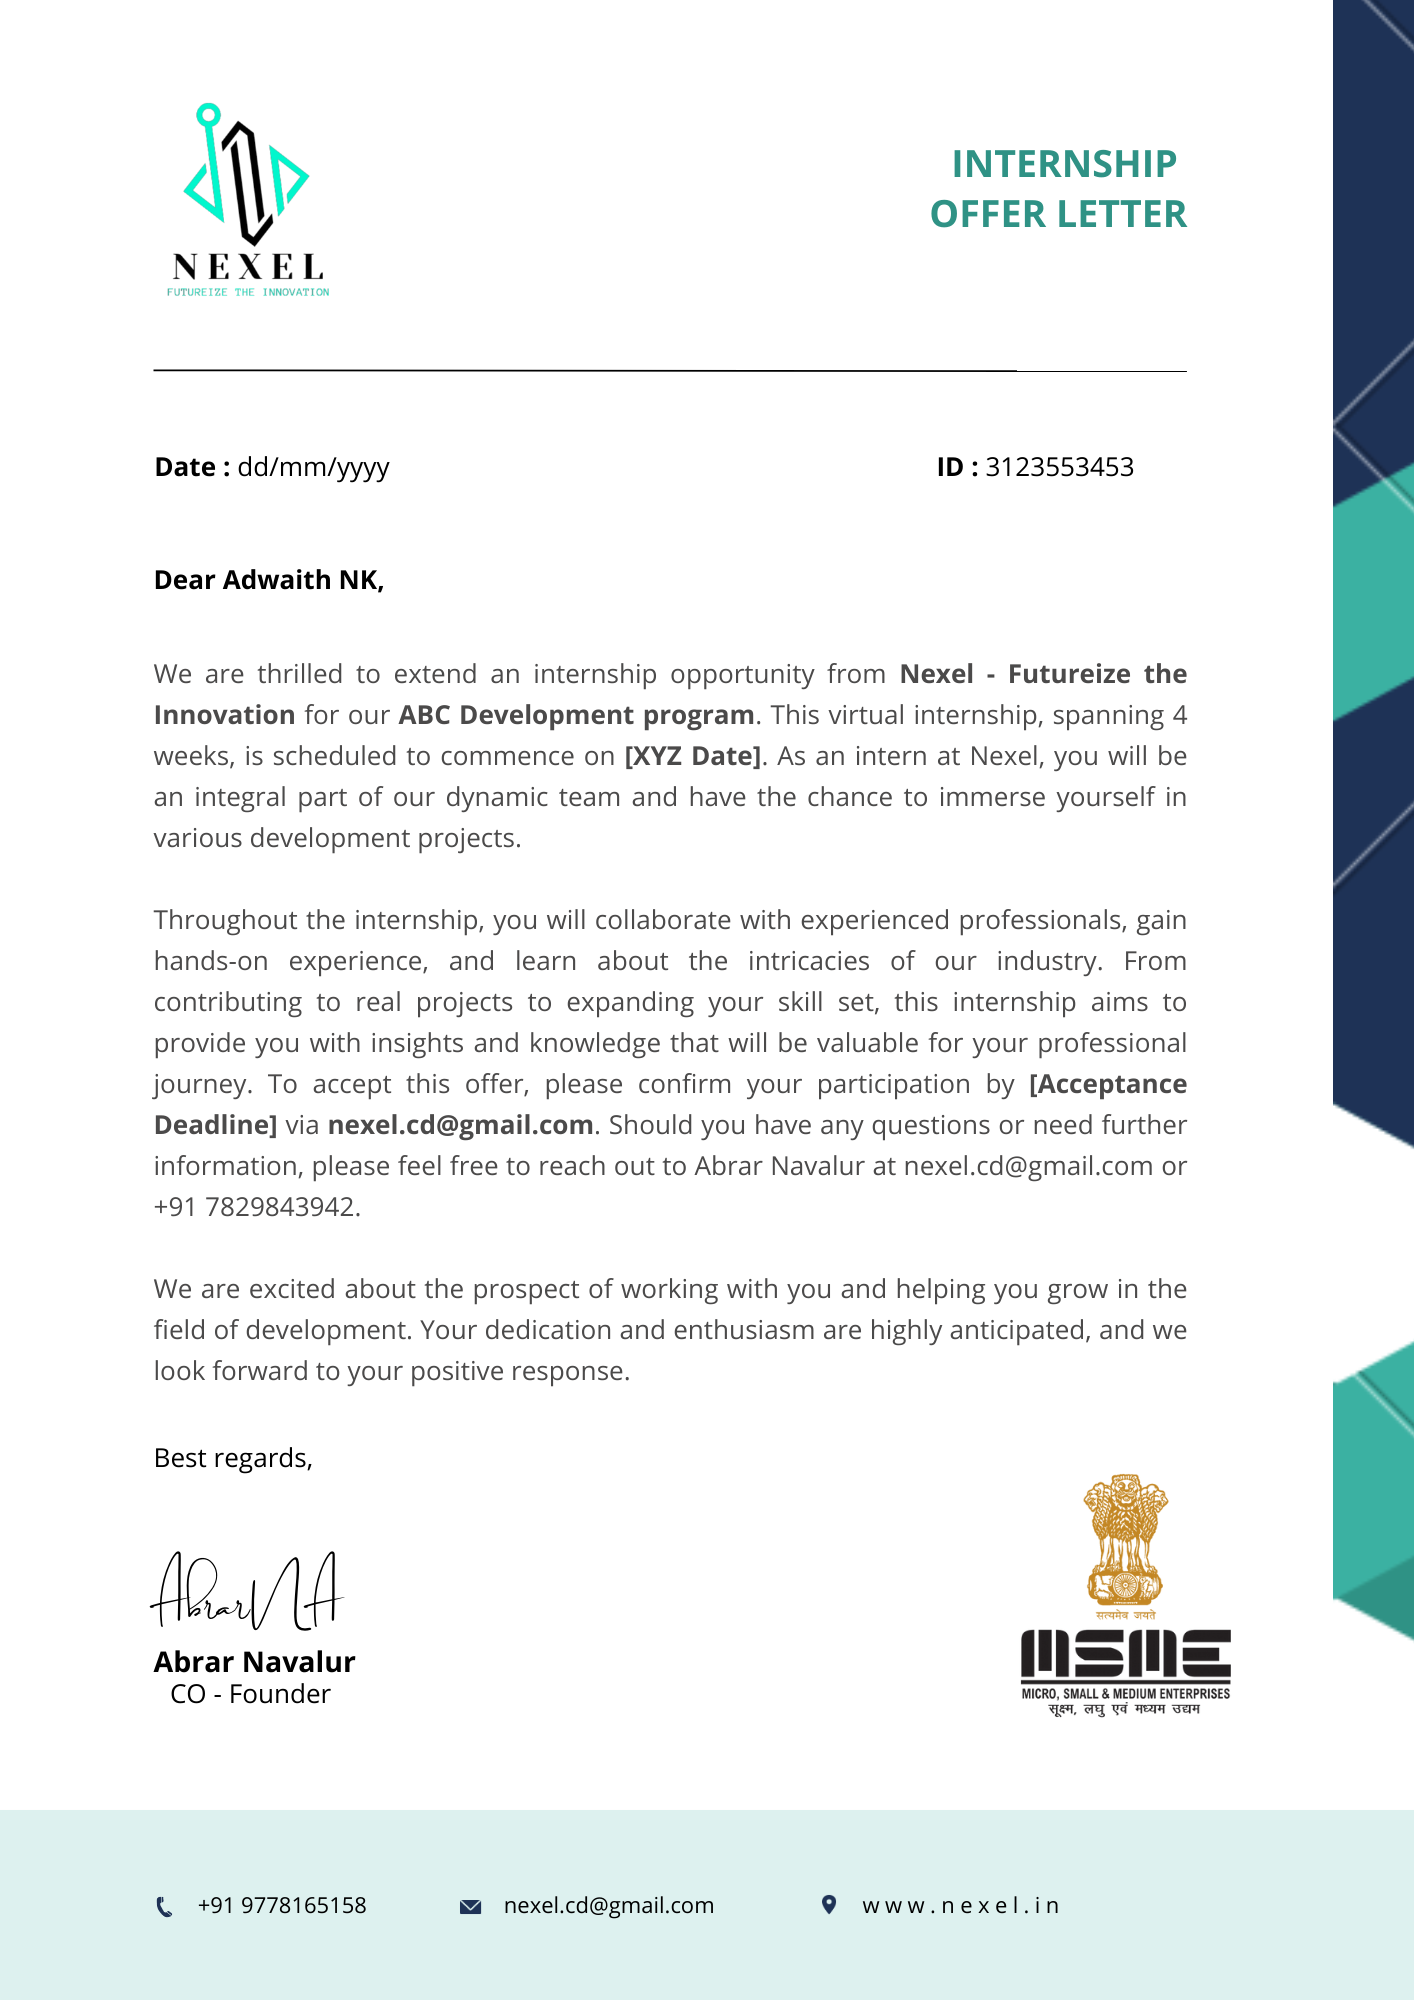 NEXEL
FUTUREIZE THE INNOVATION
INTERNSHIP
OFFER LETTER
Date : dd/mm/yyyy
ID : 3123553453
Dear Adwaith NK,
We are thrilled to extend an internship opportunity from Nexel - Futureize the
Innovation for our ABC Development program. This virtual internship, spanning 4
weeks, is scheduled to commence on [XYZ Date]. As an intern at Nexel, you will be
an integral part of our dynamic team and have the chance to immerse yourself in
various development projects.
Throughout the internship, you will collaborate with experienced professionals, gain
hands-on experience, and learn about the intricacies of our industry. From
contributing to real projects to expanding your skill set, this internship aims to
provide you with insights and knowledge that will be valuable for your professional
journey. To accept this offer, please confirm your participation by [Acceptance
Deadline] via nexel.cd@gmail.com. Should you have any questions or need further
information, please feel free to reach out to Abrar Navalur at nexel.cd@gmail.com or
+91 7829843942.
We are excited about the prospect of working with you and helping you grow in the
field of development. Your dedication and enthusiasm are highly anticipated, and we
look forward to your positive response.
Best regards,
Abrar N A
Abrar Navalur
CO - Founder
सत्यमेव जयते
MSME
MICRO, SMALL & MEDIUM ENTERPRISES
सूक्ष्म, लघु एवं मध्यम उद्यम
+91 9778165158
nexel.cd@gmail.com
www.nexel.in